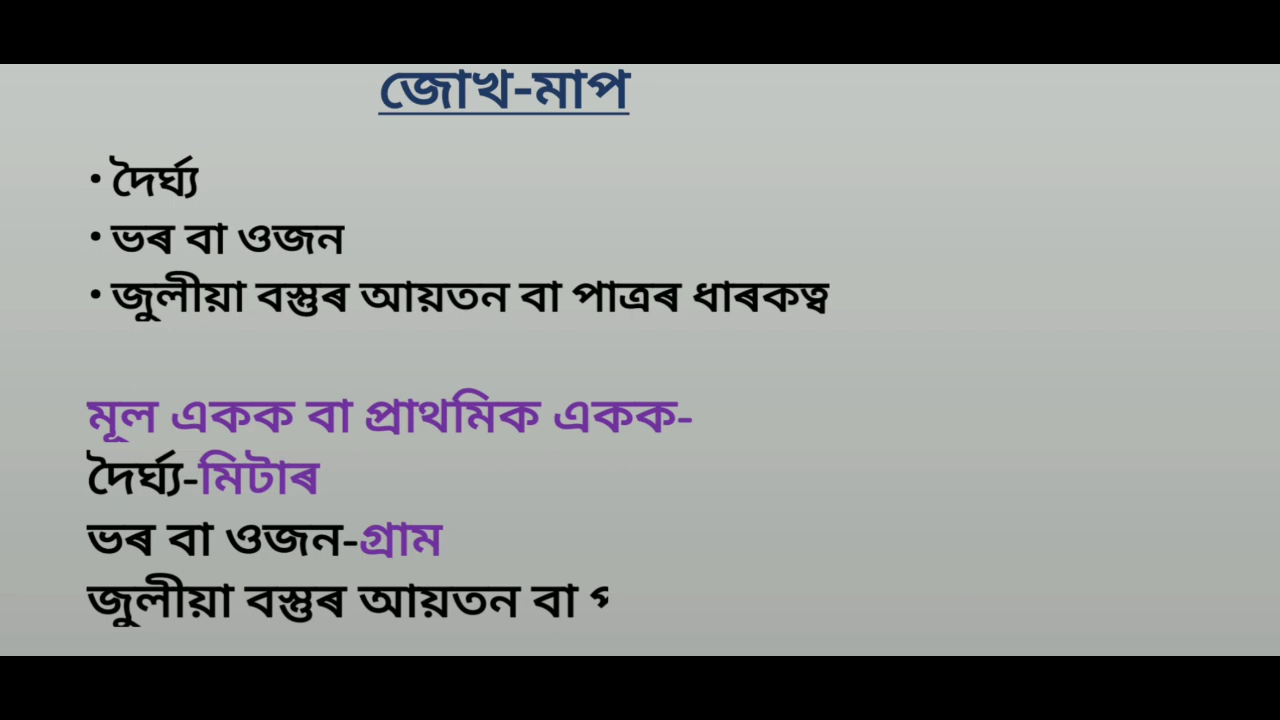 জোখ-মাপ
• দৈৰ্ঘ্য
• ভৰ বা ওজন
• জুলীয়া বস্তুৰ আয়তন বা পাত্ৰৰ ধাৰকত্ব
মূল একক বা প্ৰাথমিক একক-
দৈৰ্ঘ্য-মিটাৰ
ভৰ বা ওজন-গ্ৰাম
জুলীয়া বস্তুৰ আয়তন বা